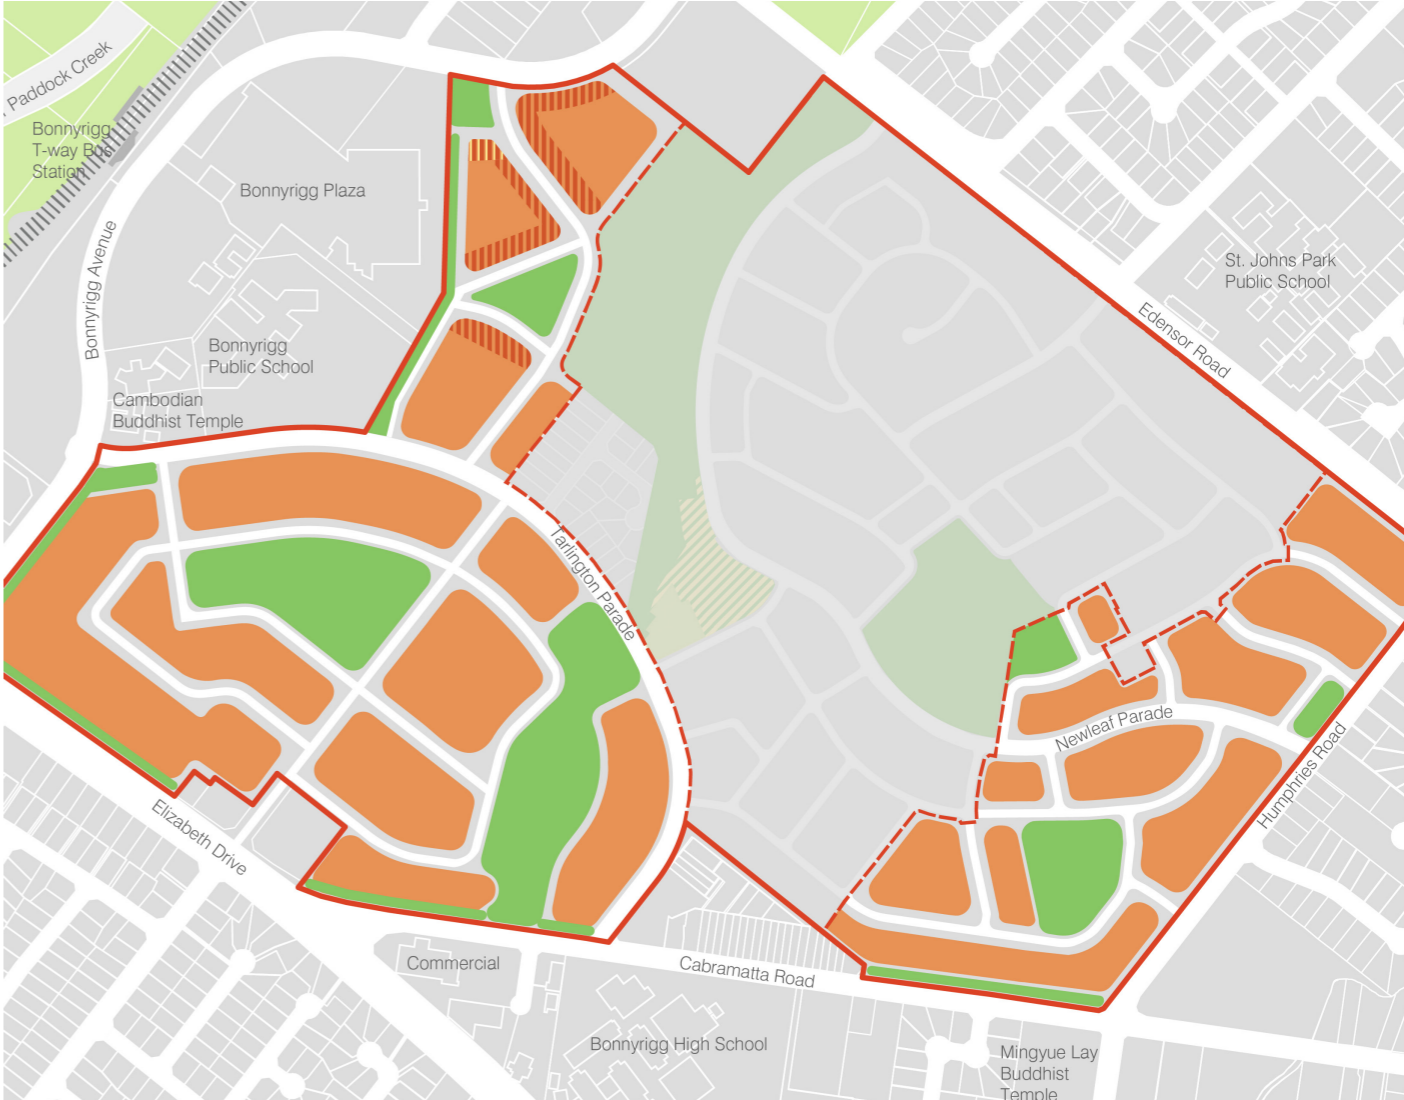 Paddock Creek
Bonnyrigg
T-way Bus
Station
Bonnyrigg Plaza
Bonnyrigg Avenue
St. Johns Park
Public School
Edensor Road
Bonnyrigg
Public School
Cambodian
Buddhist Temple
Tarlington Parade
Newleaf Parade
Humphries Road
Elizabeth Drive
Commercial
Cabramatta Road
Bonnyrigg High School
Mingyue Lay
Buddhist
Temple